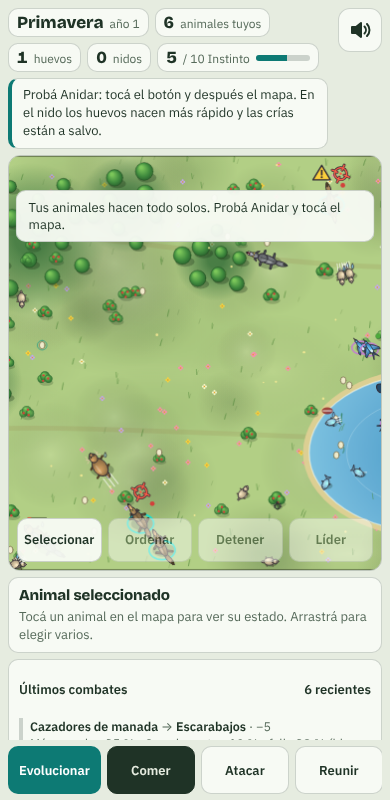 Primavera año 1
6 animales tuyos
1 huevos
0 nidos
5 / 10 Instinto
Probá Anidar: tocá el botón y después el mapa. En
el nido los huevos nacen más rápido y las crías
están a salvo.
Tus animales hacen todo solos. Probá Anidar y tocá el
mapa.
Seleccionar
Ordenar
Detener
Líder
Animal seleccionado
Tocá un animal en el mapa para ver su estado. Arrastrá para
elegir varios.
Últimos combates
6 recientes
Cazadores de manada → Escarabajos · −5
Evolucionar
Comer
Atacar
Reunir